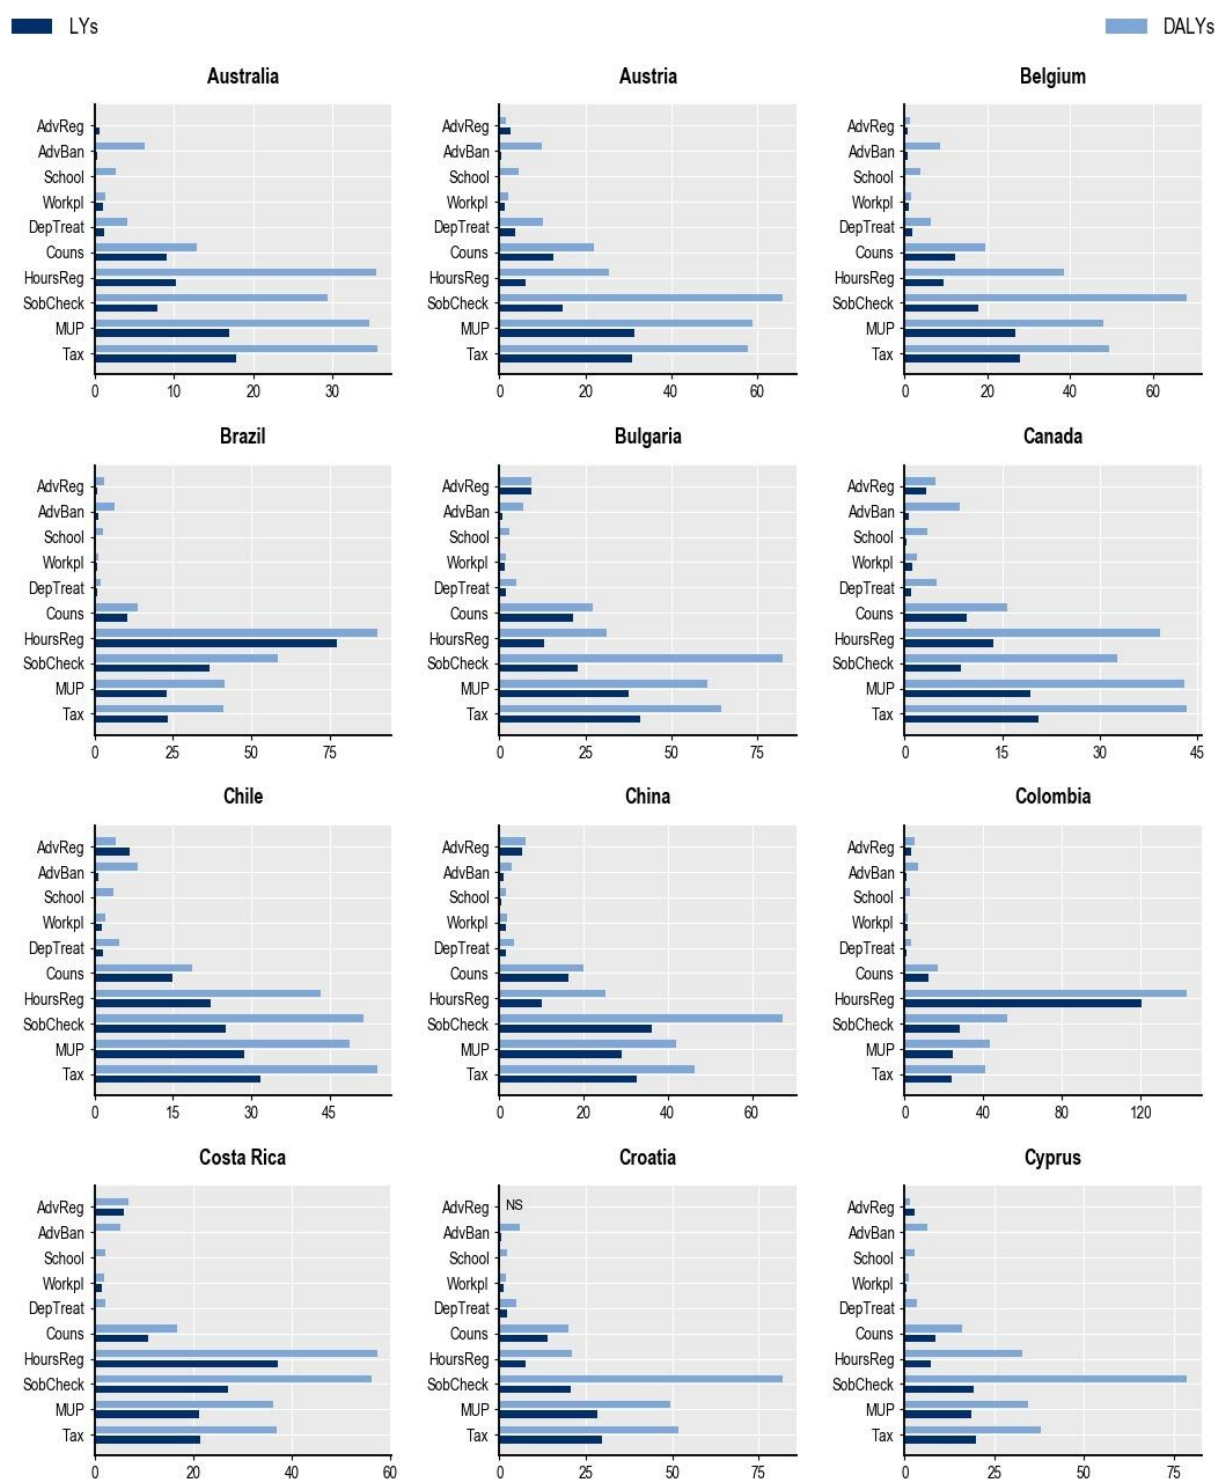 LYs DALYs
Australia Austria Belgium
AdvReg AdvReg AdvReg
AdvBan AdvBan AdvBan
School School School
Workpl Workpl Workpl
DepTreat DepTreat DepTreat
Couns Couns Couns
HoursReg HoursReg HoursReg
SobCheck SobCheck SobCheck
MUP MUP MUP
Tax Tax Tax
0 10 20 30 0 20 40 60 0 20 40 60
Brazil Bulgaria Canada
AdvReg AdvReg AdvReg
AdvBan AdvBan AdvBan
School School School
Workpl Workpl Workpl
DepTreat DepTreat DepTreat
Couns Couns Couns
HoursReg HoursReg HoursReg
SobCheck SobCheck SobCheck
MUP MUP MUP
Tax Tax Tax
0 25 50 75 0 25 50 75 0 15 30 45
Chile China Colombia
AdvReg AdvReg AdvReg
AdvBan AdvBan AdvBan
School School School
Workpl Workpl Workpl
DepTreat DepTreat DepTreat
Couns Couns Couns
HoursReg HoursReg HoursReg
SobCheck SobCheck SobCheck
MUP MUP MUP
Tax Tax Tax
0 15 30 45 0 20 40 60 0 40 80 120
Costa Rica Croatia Cyprus
AdvReg AdvReg NS AdvReg
AdvBan AdvBan AdvBan
School School School
Workpl Workpl Workpl
DepTreat DepTreat DepTreat
Couns Couns Couns
HoursReg HoursReg HoursReg
SobCheck SobCheck SobCheck
MUP MUP MUP
Tax Tax Tax
0 20 40 60 0 25 50 75 0 25 50 75